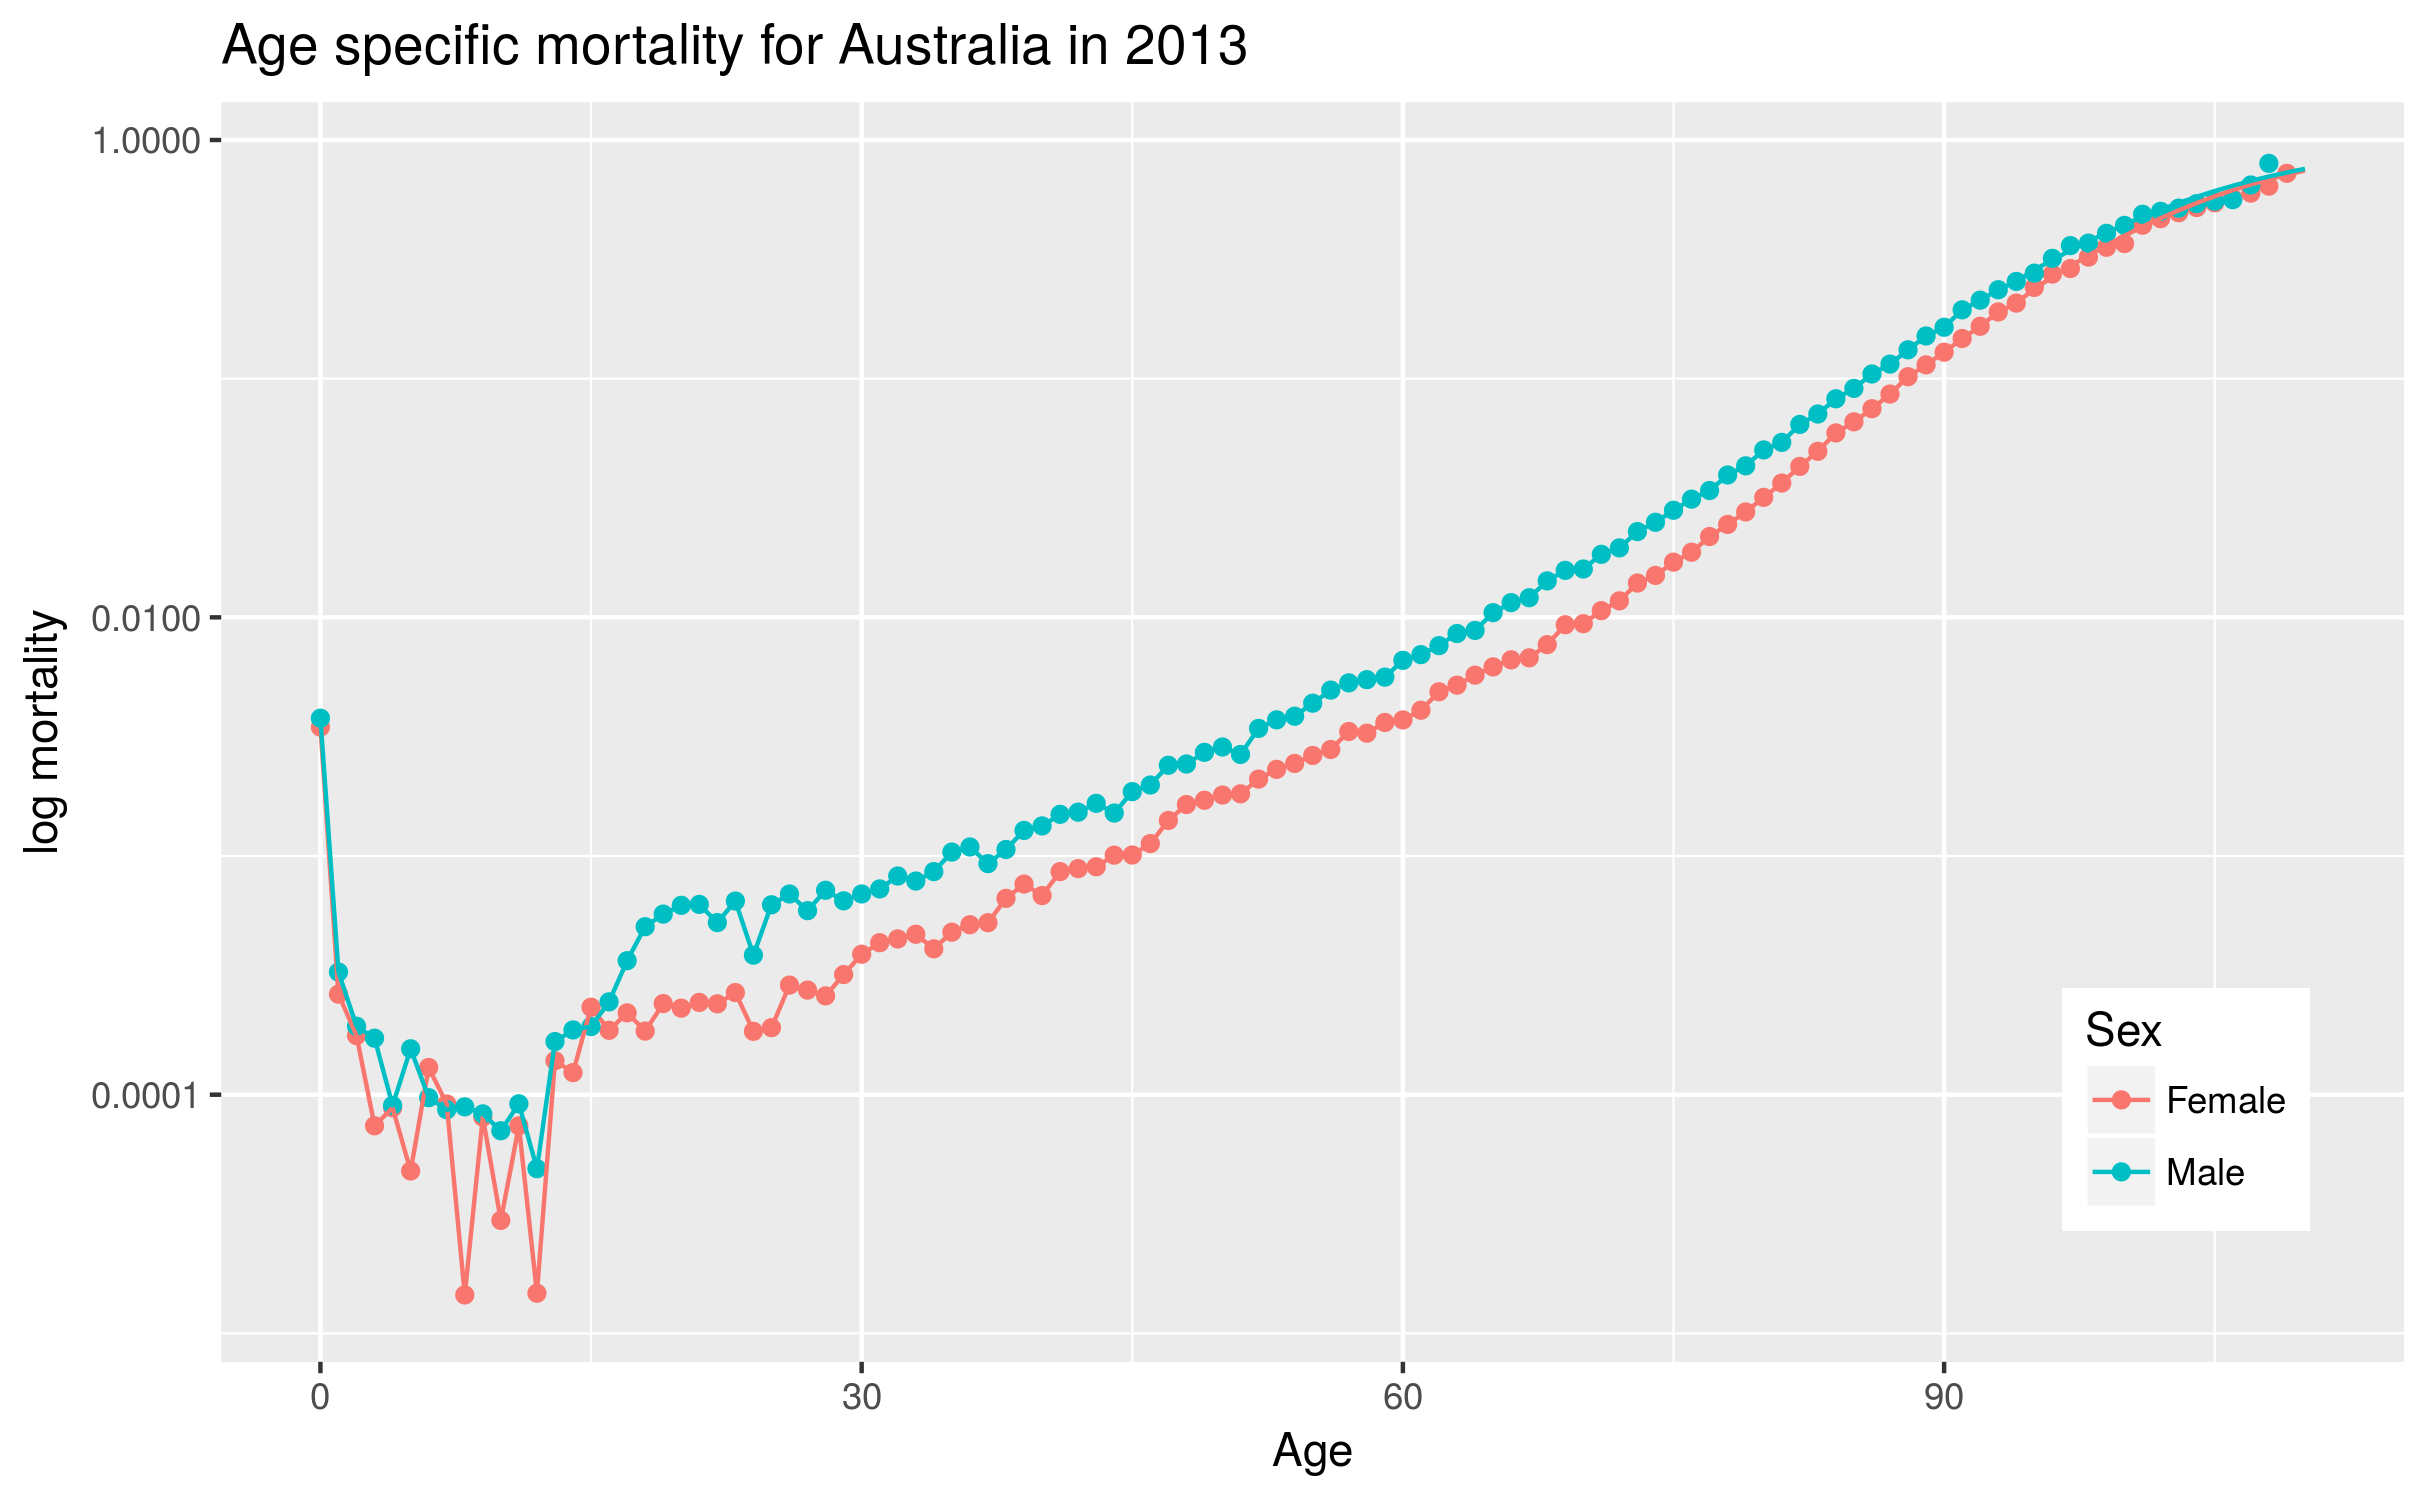 Age specific mortality for Australia in 2013
1.0000
0.0100
0.0001
log mortality
0
30
60
90
Age
Sex
Female
Male